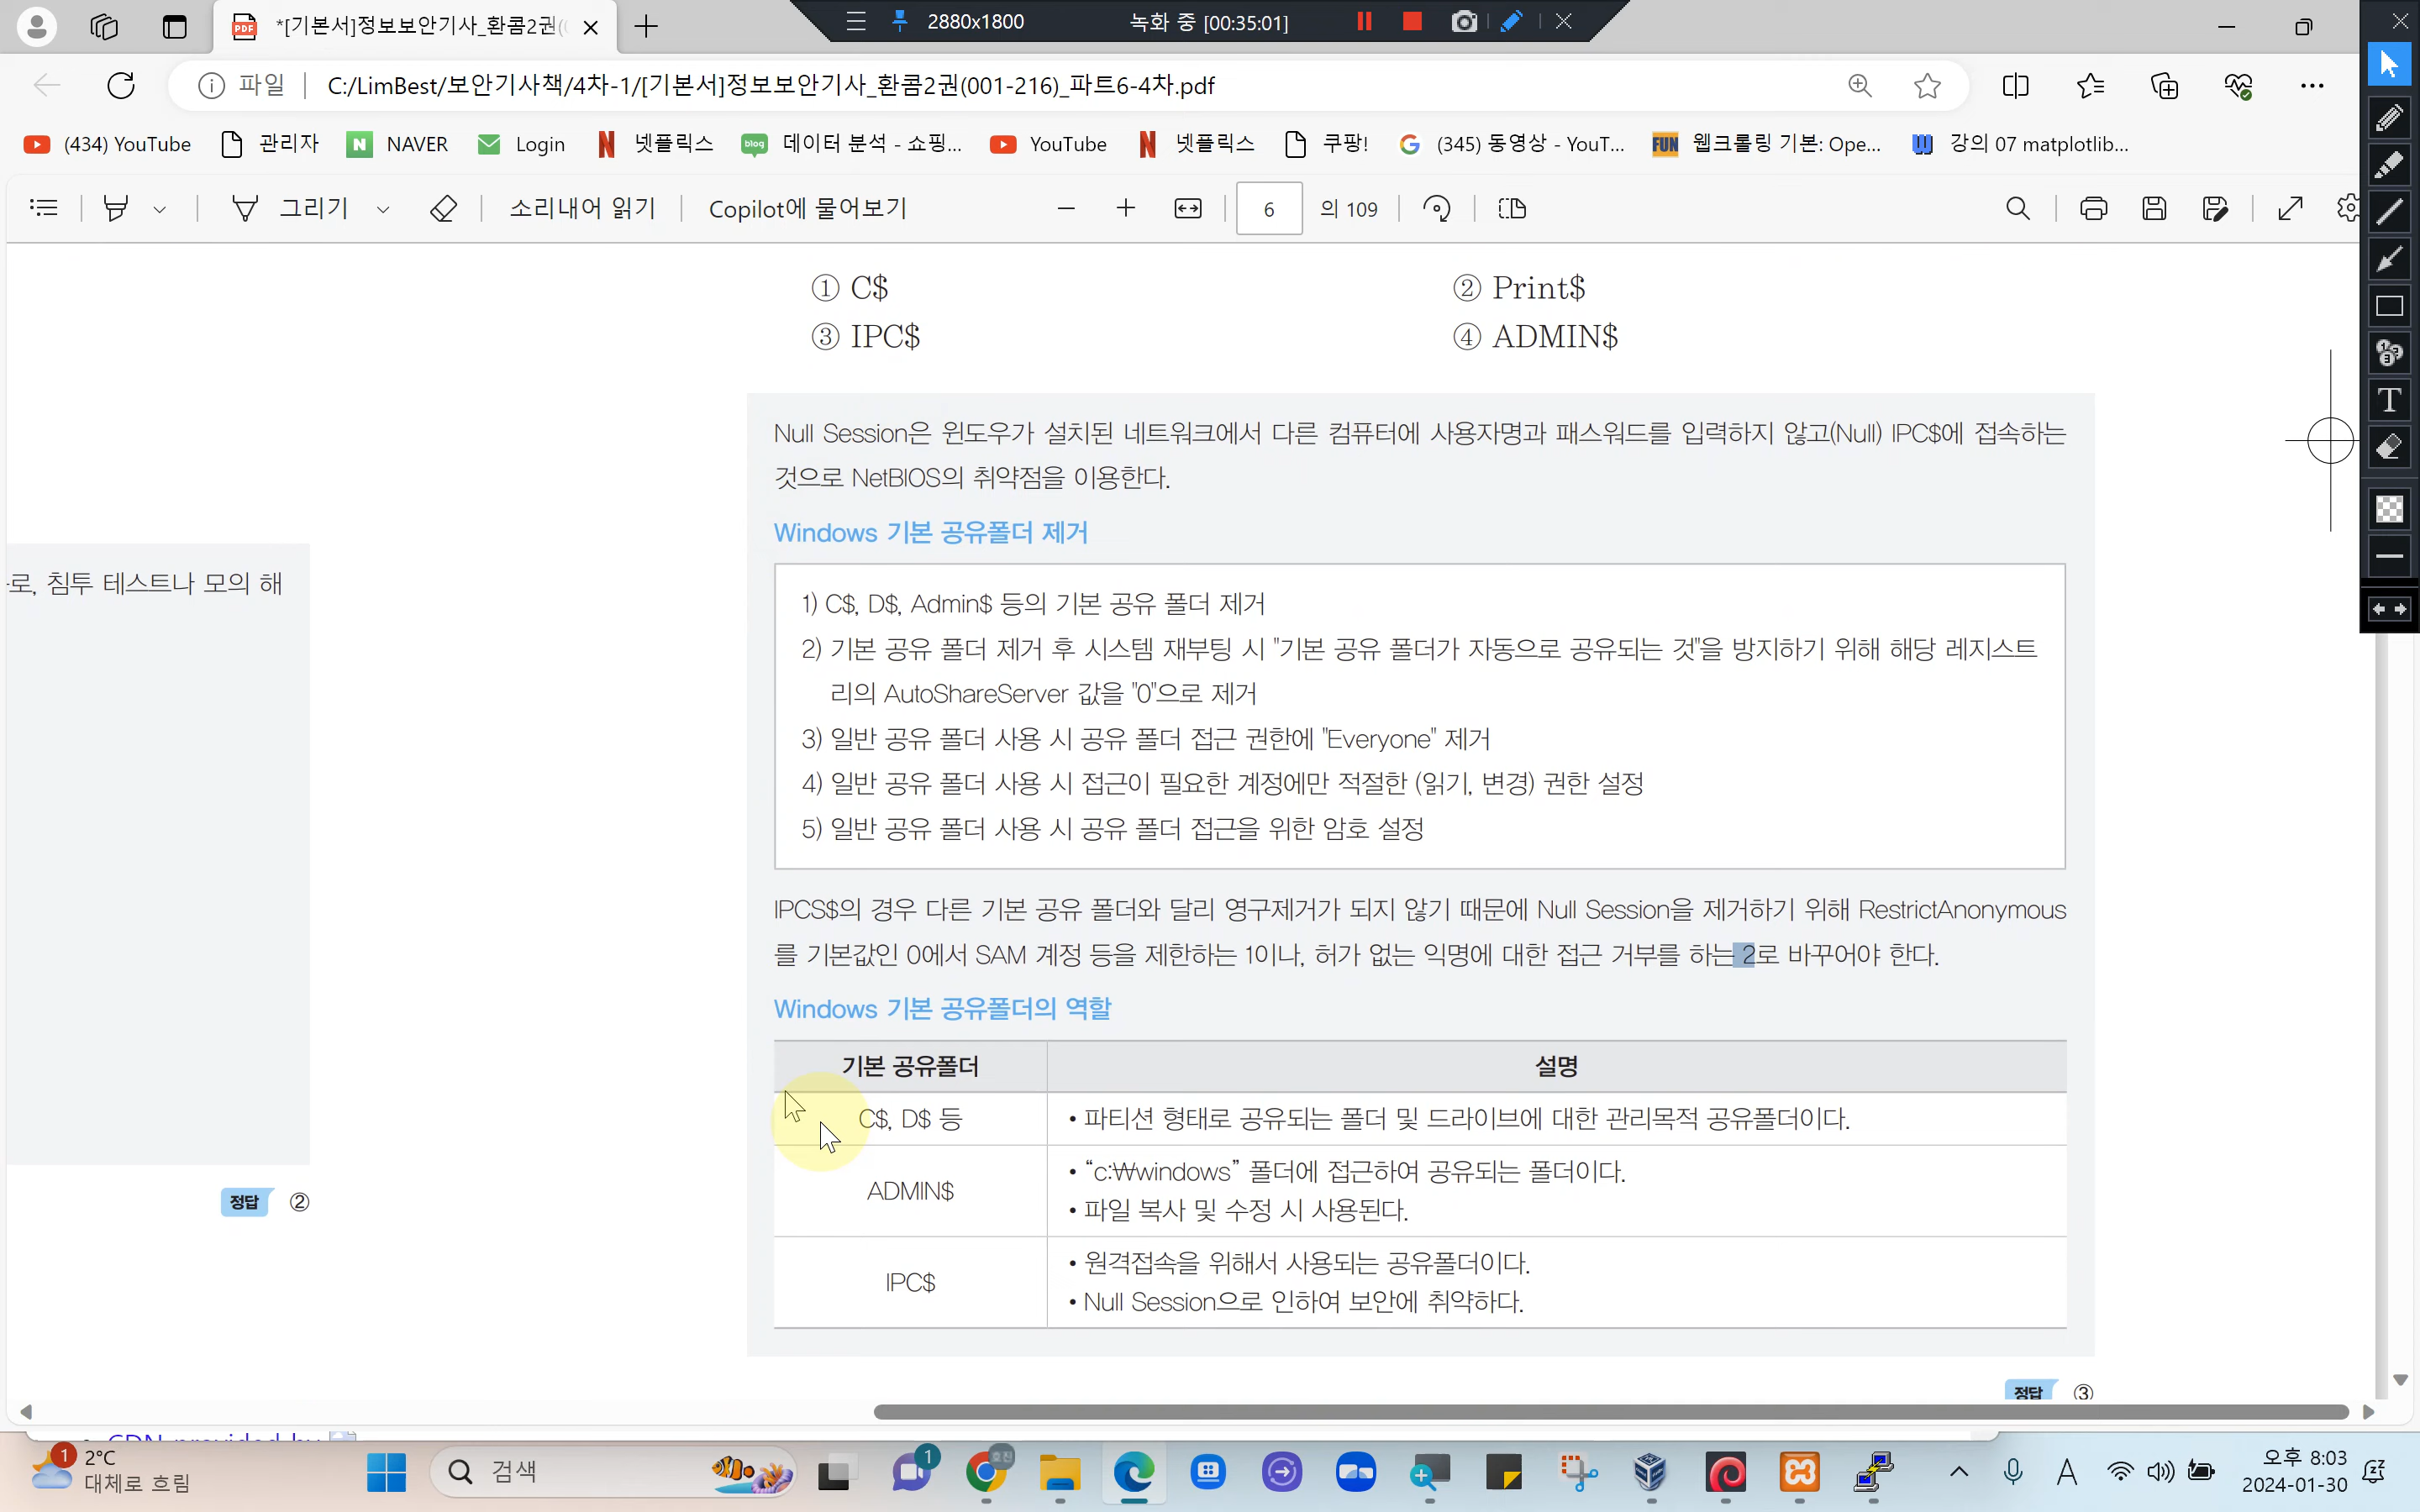 *[기본서]정보보안기사_환콤2권(
2880x1800
녹화 중 [00:35:01]
파일
C:/LimBest/보안기사책/4차-1/[기본서]정보보안기사_환콤2권(001-216)_파트6-4차.pdf
(434) YouTube
관리자
NAVER
Login
넷플릭스
데이터 분석 - 쇼핑...
YouTube
넷플릭스
쿠팡!
(345) 동영상 - YouT...
웹크롤링 기본: Ope...
강의 07 matplotlib...
그리기
소리내어 읽기
Copilot에 물어보기
6
의 109
① C$
② Print$
③ IPC$
④ ADMIN$
Null Session은 윈도우가 설치된 네트워크에서 다른 컴퓨터에 사용자명과 패스워드를 입력하지 않고(Null) IPC$에 접속하는
것으로 NetBIOS의 취약점을 이용한다.
Windows 기본 공유폴더 제거
1) C$, D$, Admin$ 등의 기본 공유 폴더 제거
2) 기본 공유 폴더 제거 후 시스템 재부팅 시 "기본 공유 폴더가 자동으로 공유되는 것"을 방지하기 위해 해당 레지스트
리의 AutoShareServer 값을 "0"으로 제거
3) 일반 공유 폴더 사용 시 공유 폴더 접근 권한에 "Everyone" 제거
4) 일반 공유 폴더 사용 시 접근이 필요한 계정에만 적절한 (읽기, 변경) 권한 설정
5) 일반 공유 폴더 사용 시 공유 폴더 접근을 위한 암호 설정
IPCS$의 경우 다른 기본 공유 폴더와 달리 영구제거가 되지 않기 때문에 Null Session을 제거하기 위해 RestrictAnonymous
를 기본값인 0에서 SAM 계정 등을 제한하는 1이나, 허가 없는 익명에 대한 접근 거부를 하는 2로 바꾸어야 한다.
Windows 기본 공유폴더의 역할
기본 공유폴더
설명
C$, D$ 등
• 파티션 형태로 공유되는 폴더 및 드라이브에 대한 관리목적 공유폴더이다.
ADMIN$
• “c:₩windows” 폴더에 접근하여 공유되는 폴더이다.
• 파일 복사 및 수정 시 사용된다.
IPC$
• 원격접속을 위해서 사용되는 공유폴더이다.
• Null Session으로 인하여 보안에 취약하다.
정답 ③
로, 침투 테스트나 모의 해
정답 ②
1
2°C
대체로 흐림
검색
1
오후 8:03
2024-01-30